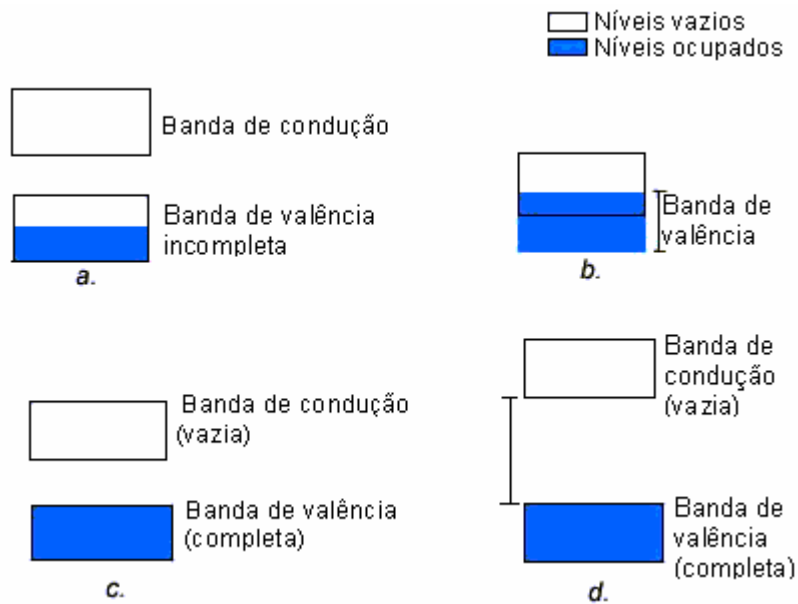 Níveis vazios
Níveis ocupados
Banda de condução
Banda de valência
incompleta
a.
Banda de
valência
b.
Banda de condução
(vazia)
Banda de valência
(completa)
c.
Banda de
condução
(vazia)
Banda de
valência
(completa)
d.